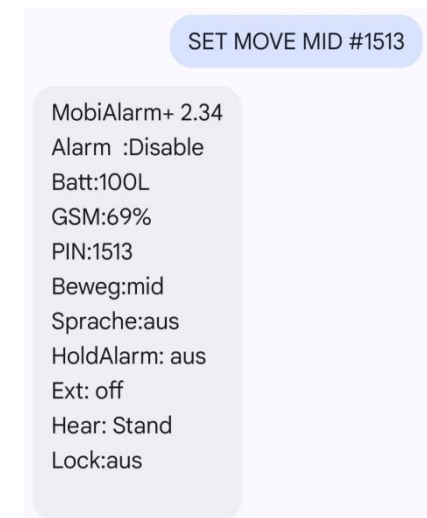 SET MOVE MID #1513
MobiAlarm+ 2.34
Alarm :Disable
Batt:100L
GSM:69%
PIN:1513
Beweg:mid
Sprache:aus
HoldAlarm: aus
Ext: off
Hear: Stand
Lock:aus